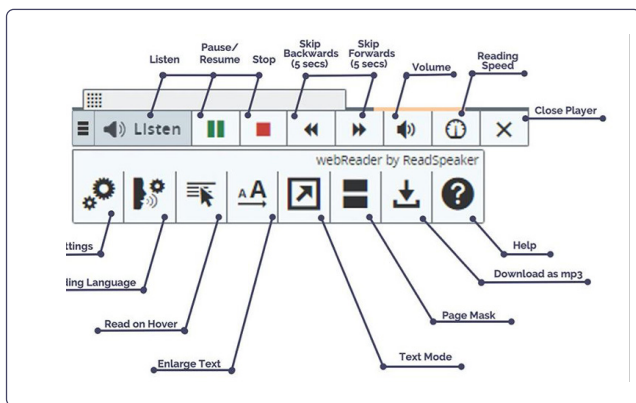 Listen
Pause/
Resume
Stop
Skip
Backwards
(5 secs)
Skip
Forwards
(5 secs)
Volume
Reading
Speed
Close Player
Listen
webReader by ReadSpeaker
A A
?
ttings
ding Language
Read on Hover
Enlarge Text
Text Mode
Page Mask
Download as mp3
Help